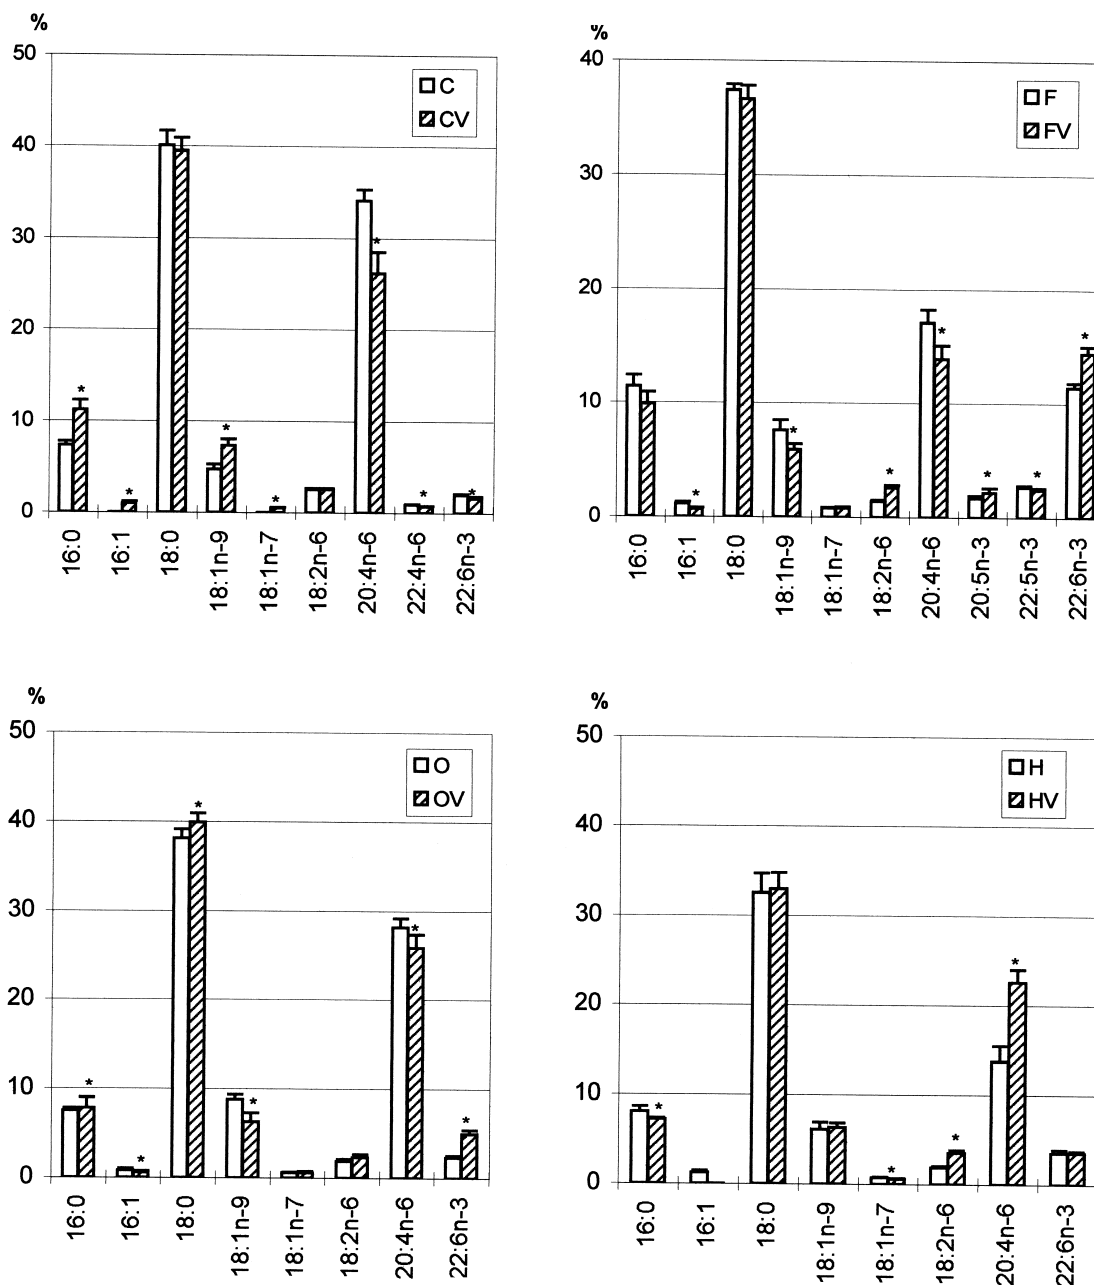 %
50
40
30
20
10
0
C
CV
*
*
*
*
*
*
*
16:0
16:1
18:0
18:1n-9
18:1n-7
18:2n-6
20:4n-6
22:4n-6
22:6n-3
%
40
30
20
10
0
F
FV
*
*
*
*
*
*
*
16:0
16:1
18:0
18:1n-9
18:1n-7
18:2n-6
20:4n-6
20:5n-3
22:5n-3
22:6n-3
%
50
40
30
20
10
0
O
OV
*
*
*
*
*
*
16:0
16:1
18:0
18:1n-9
18:1n-7
18:2n-6
20:4n-6
22:6n-3
%
50
40
30
20
10
0
H
HV
*
*
*
*
16:0
16:1
18:0
18:1n-9
18:1n-7
18:2n-6
20:4n-6
22:6n-3